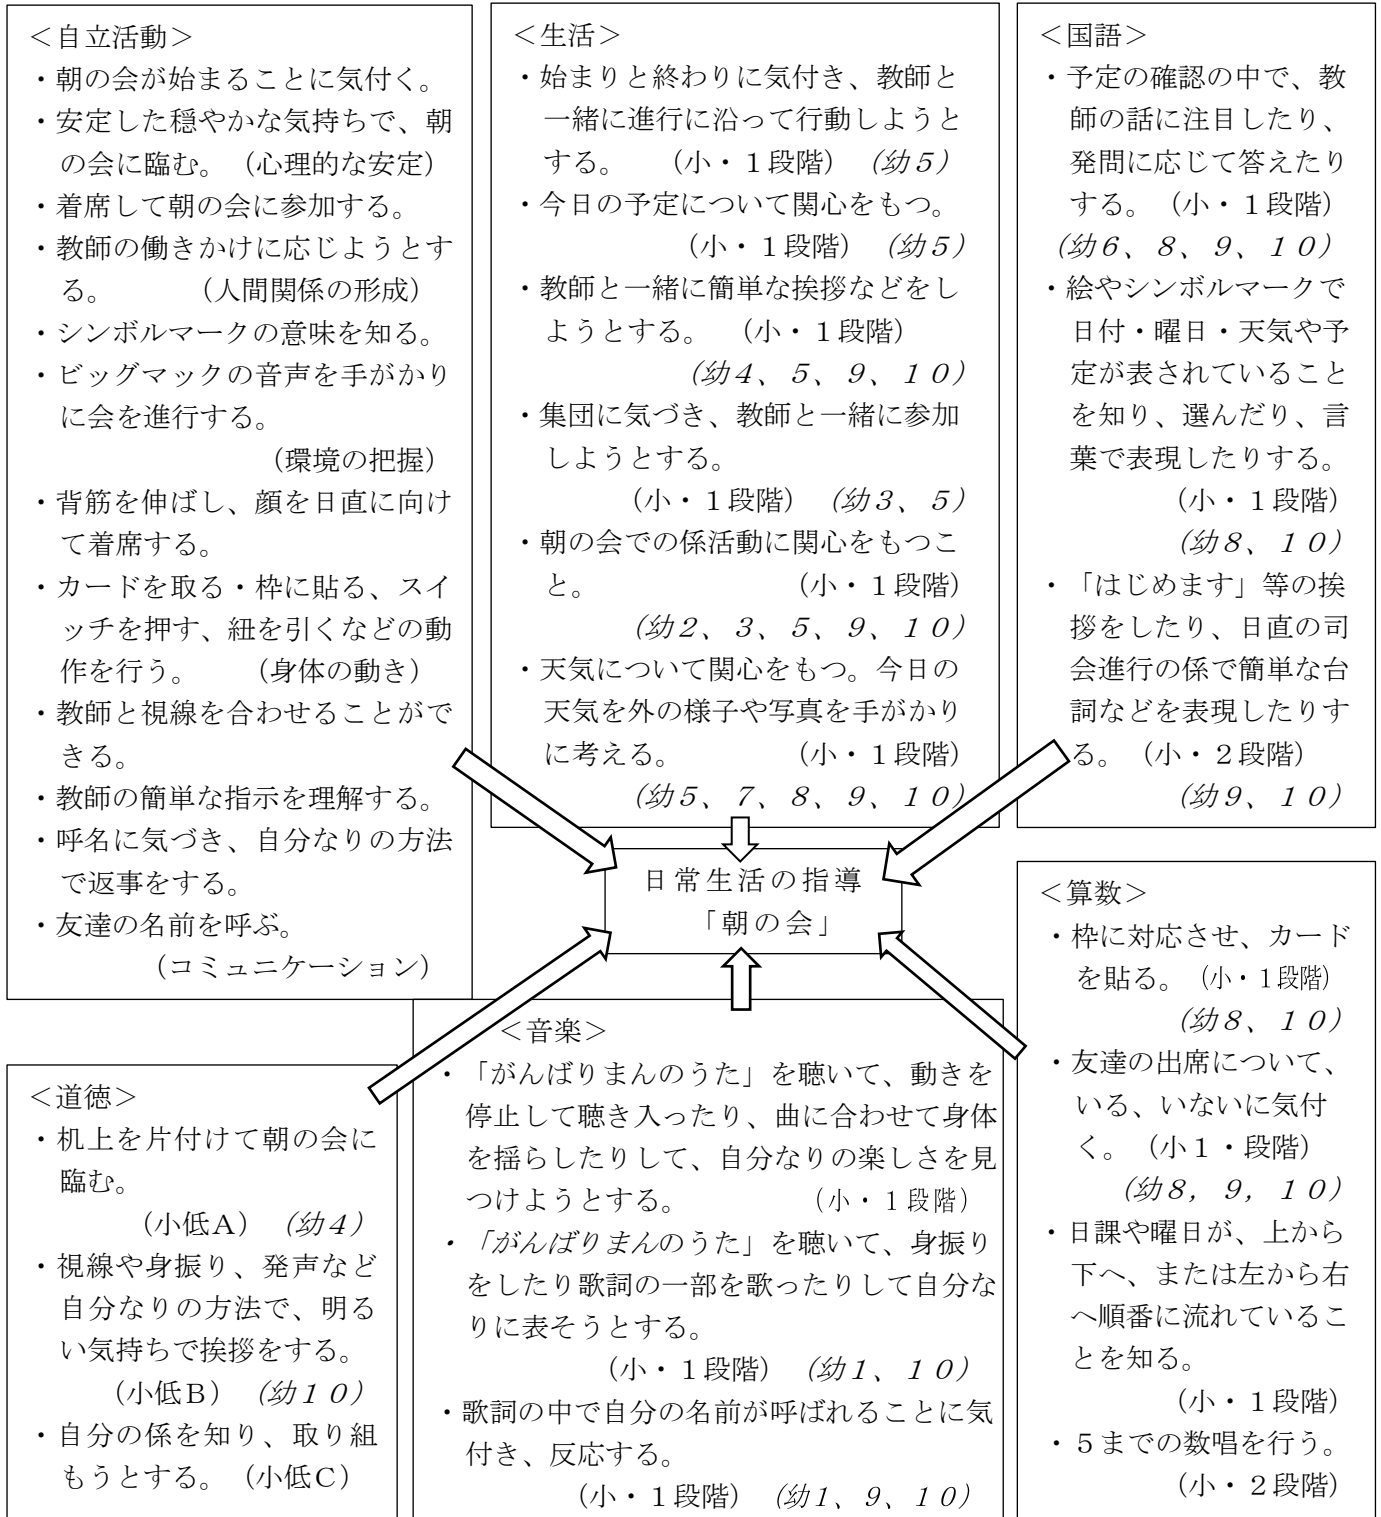 ＜自立活動＞
・朝の会が始まることに気付く。
・安定した穏やかな気持ちで、朝
の会に臨む。（心理的な安定）
・着席して朝の会に参加する。
・教師の働きかけに応じようとす
る。　　　（人間関係の形成）
・シンボルマークの意味を知る。
・ビッグマックの音声を手がかり
に会を進行する。
（環境の把握）
・背筋を伸ばし、顔を日直に向け
て着席する。
・カードを取る・枠に貼る、スイ
ッチを押す、紐を引くなどの動
作を行う。　　（身体の動き）
・教師と視線を合わせることがで
きる。
・教師の簡単な指示を理解する。
・呼名に気づき、自分なりの方法
で返事をする。
・友達の名前を呼ぶ。
（コミュニケーション）
＜生活＞
・始まりと終わりに気付き、教師と
一緒に進行に沿って行動しようと
する。　（小・１段階）（幼５）
・今日の予定について関心をもつ。
（小・１段階）（幼５）
・教師と一緒に簡単な挨拶などをし
ようとする。　（小・１段階）
（幼４、５、９、１０）
・集団に気づき、教師と一緒に参加
しようとする。
（小・１段階）（幼３、５）
・朝の会での係活動に関心をもつこ
と。　　　　　　（小・１段階）
（幼２、３、５、９、１０）
・天気について関心をもつ。今日の
天気を外の様子や写真を手がかり
に考える。　　　（小・１段階）
（幼５、７、８、９、１０）
＜国語＞
・予定の確認の中で、教
師の話に注目したり、
発問に応じて答えたり
する。（小・１段階）
（幼６、８、９、１０）
・絵やシンボルマークで
日付・曜日・天気や予
定が表されていること
を知り、選んだり、言
葉で表現したりする。
（小・１段階）
（幼８、１０）
・「はじめます」等の挨
拶をしたり、日直の司
会進行の係で簡単な台
詞などを表現したりす
る。（小・２段階）
（幼９、１０）
日常生活の指導
「朝の会」
＜算数＞
・枠に対応させ、カード
を貼る。（小・１段階）
（幼８、１０）
・友達の出席について、
いる、いないに気付
く。（小１・段階）
（幼８，９，１０）
・日課や曜日が、上から
下へ、または左から右
へ順番に流れているこ
とを知る。
（小・１段階）
・５までの数唱を行う。
（小・２段階）
＜道徳＞
・机上を片付けて朝の会に
臨む。
（小低Ａ）（幼４）
・視線や身振り、発声など
自分なりの方法で、明る
い気持ちで挨拶をする。
（小低Ｂ）（幼１０）
・自分の係を知り、取り組
もうとする。（小低Ｃ）
＜音楽＞
・「がんばりまんのうた」を聴いて、動きを
停止して聴き入ったり、曲に合わせて身体
を揺らしたりして、自分なりの楽しさを見
つけようとする。　　　（小・１段階）
・「がんばりまんのうた」を聴いて、身振り
をしたり歌詞の一部を歌ったりして自分な
りに表そうとする。
（小・１段階）（幼１、１０）
・歌詞の中で自分の名前が呼ばれることに気
付き、反応する。
（小・１段階）（幼１、９、１０）